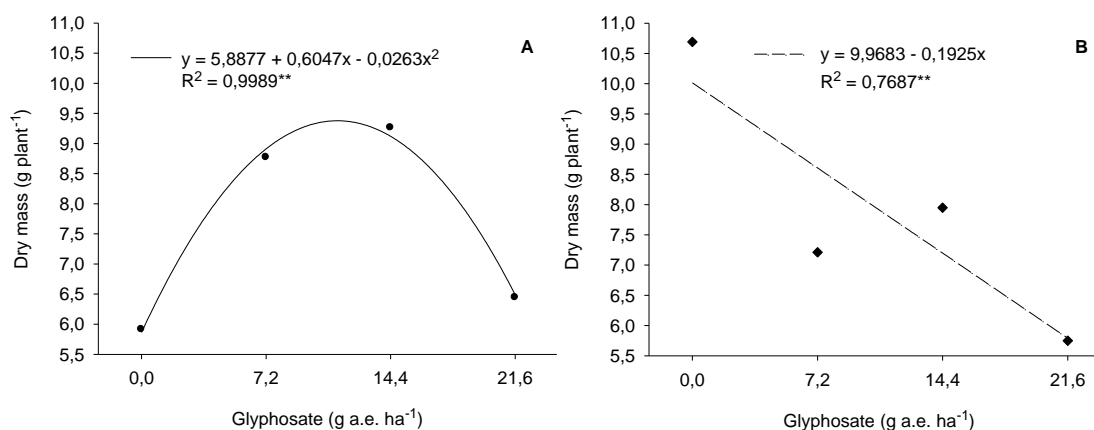 A
y = 5,8877 + 0,6047x - 0,0263x²
R² = 0,9989**
Dry mass (g plant⁻¹)
11,0
10,5
10,0
9,5
9,0
8,5
8,0
7,5
7,0
6,5
6,0
5,5
0,0 7,2 14,4 21,6
Glyphosate (g a.e. ha⁻¹)
B
y = 9,9683 - 0,1925x
R² = 0,7687**
Dry mass (g plant⁻¹)
11,0
10,5
10,0
9,5
9,0
8,5
8,0
7,5
7,0
6,5
6,0
5,5
0,0 7,2 14,4 21,6
Glyphosate (g a.e. ha⁻¹)